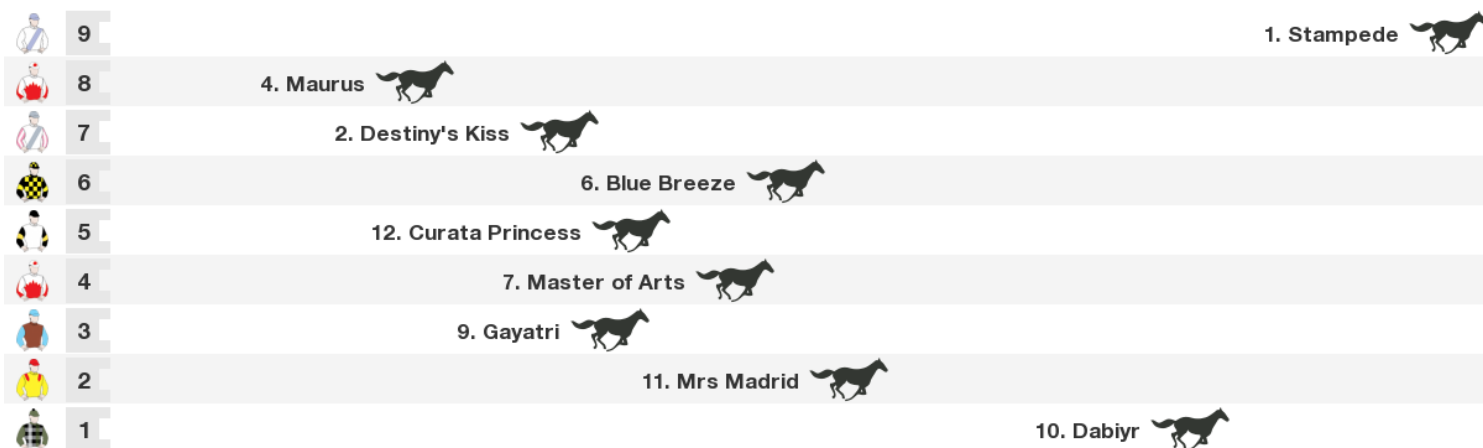 9 1. Stampede
8 4. Maurus
7 2. Destiny's Kiss
6 6. Blue Breeze
5 12. Curata Princess
4 7. Master of Arts
3 9. Gayatri
2 11. Mrs Madrid
1 10. Dabiyr